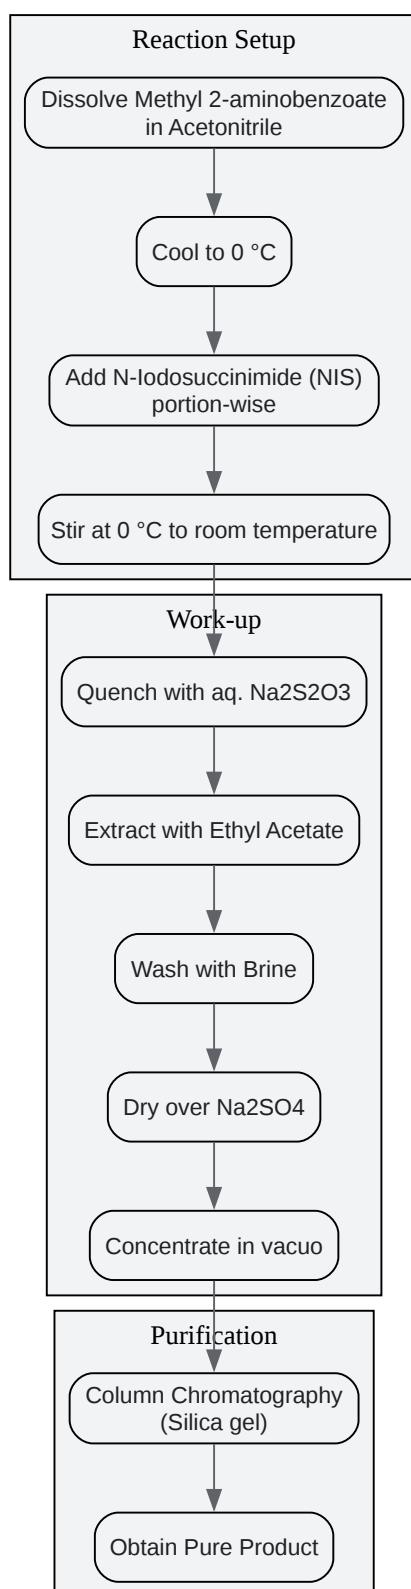 Reaction Setup
Dissolve Methyl 2-aminobenzoate
in Acetonitrile
Cool to 0 °C
Add N-Iodosuccinimide (NIS)
portion-wise
Stir at 0 °C to room temperature
Work-up
Quench with aq. Na2S2O3
Extract with Ethyl Acetate
Wash with Brine
Dry over Na2SO4
Concentrate in vacuo
Purification
Column Chromatography
(Silica gel)
Obtain Pure Product